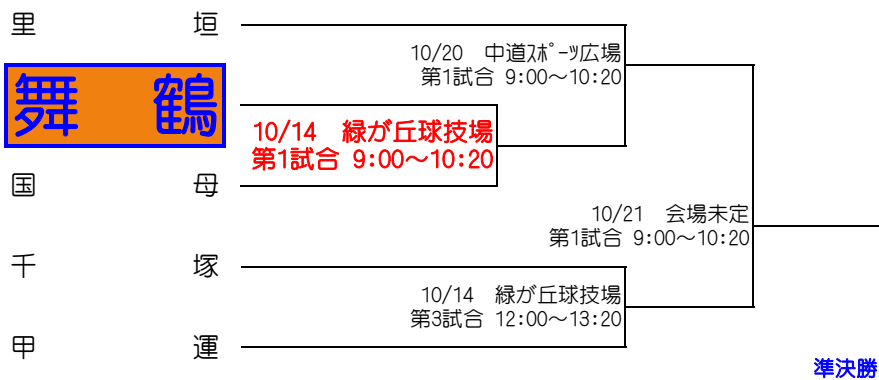 里　垣
10/20　中道ｽﾎﾟｰﾂ広場
第1試合 9:00～10:20
舞　鶴
10/14　緑が丘球技場
第1試合 9:00～10:20
国　母
10/21　会場未定
第1試合 9:00～10:20
千　塚
10/14　緑が丘球技場
第3試合 12:00～13:20
甲　運
準決勝